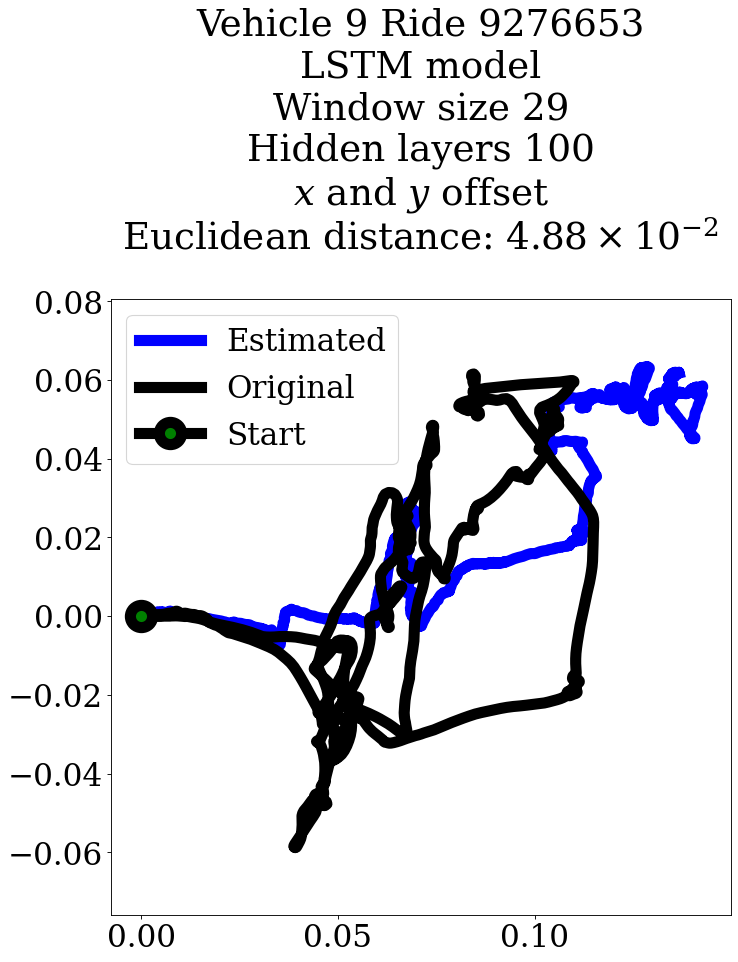 Vehicle 9 Ride 9276653
LSTM model
Window size 29
Hidden layers 100
x and y offset
Euclidean distance: 4.88 × 10⁻²
0.08
0.06
0.04
0.02
0.00
−0.02
−0.04
−0.06
Estimated
Original
Start
0.00 0.05 0.10